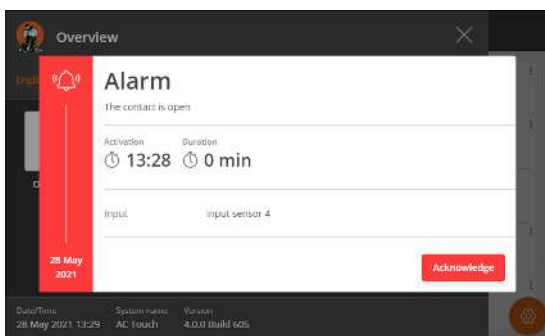 Overview
Alarm
The contact is open
Activation Duration
13:28 0 min
Input Input sensor 4
28 May
2021
Acknowledge
Date/Time System name Version
28 May 2021 13:29 AC Touch 4.0.0 Build 605